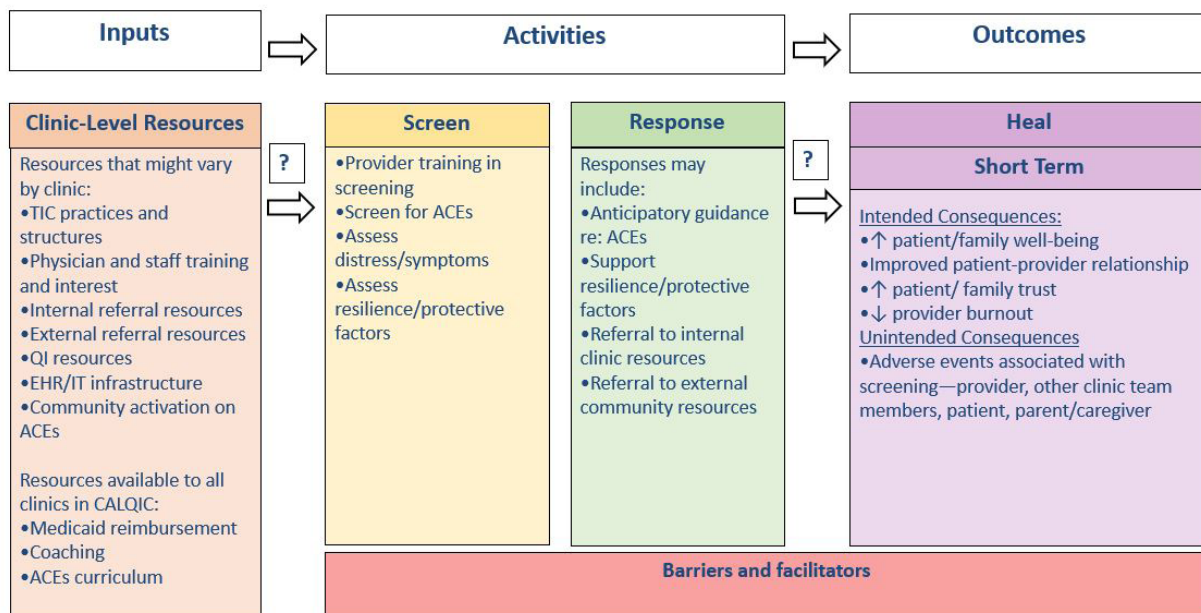 Inputs
Activities
Outcomes
Clinic-Level Resources
Resources that might vary
by clinic:
•TIC practices and
structures
•Physician and staff training
and interest
•Internal referral resources
•External referral resources
•QI resources
•EHR/IT infrastructure
•Community activation on
ACEs
Resources available to all
clinics in CALQIC:
•Medicaid reimbursement
•Coaching
•ACEs curriculum
?
Screen
•Provider training in
screening
•Screen for ACEs
•Assess
distress/symptoms
•Assess
resilience/protective
factors
Response
Responses may
include:
•Anticipatory guidance
re: ACEs
•Support
resilience/protective
factors
•Referral to internal
clinic resources
•Referral to external
community resources
?
Heal
Short Term
Intended Consequences:
•↑ patient/family well-being
•Improved patient-provider relationship
•↑ patient/ family trust
•↓ provider burnout
Unintended Consequences
•Adverse events associated with
screening—provider, other clinic team
members, patient, parent/caregiver
Barriers and facilitators